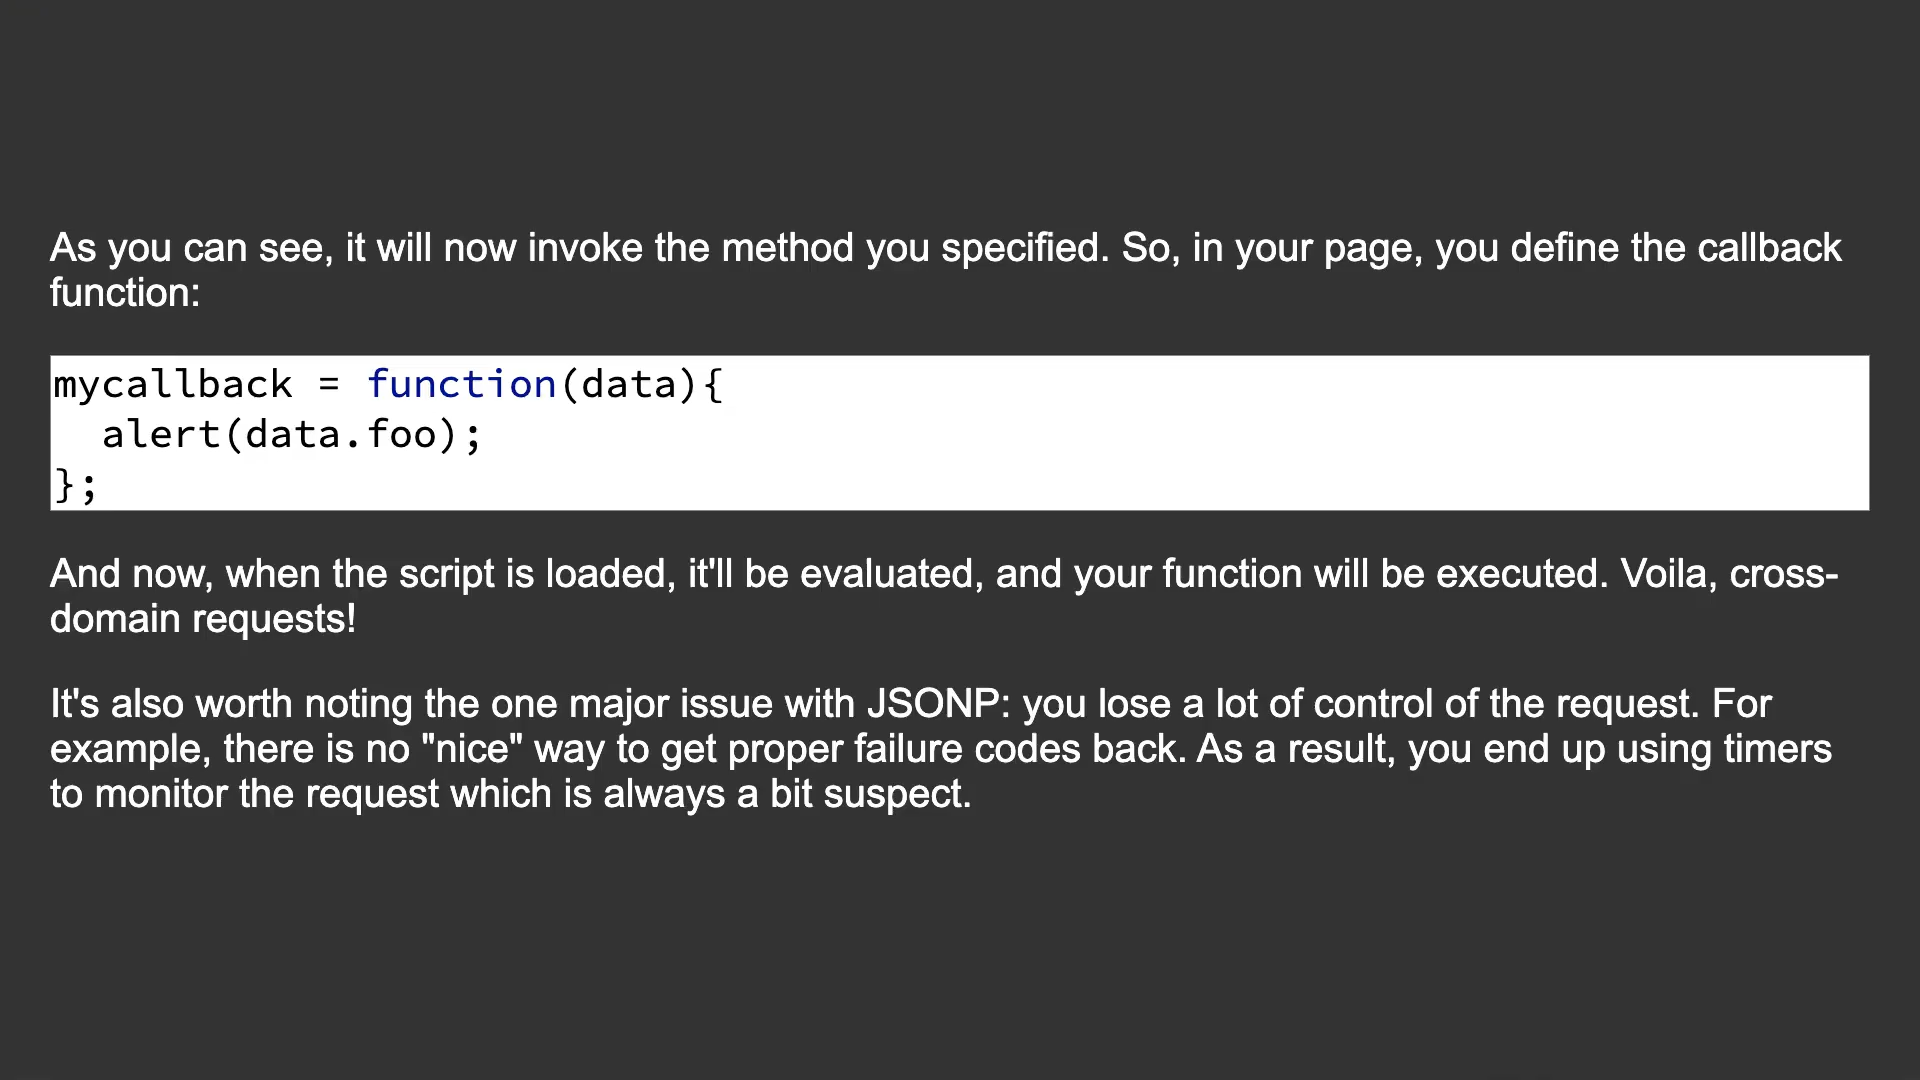 As you can see, it will now invoke the method you specified. So, in your page, you define the callback
function:
mycallback = function(data){
  alert(data.foo);
};
And now, when the script is loaded, it'll be evaluated, and your function will be executed. Voila, cross-
domain requests!
It's also worth noting the one major issue with JSONP: you lose a lot of control of the request. For
example, there is no "nice" way to get proper failure codes back. As a result, you end up using timers
to monitor the request which is always a bit suspect.